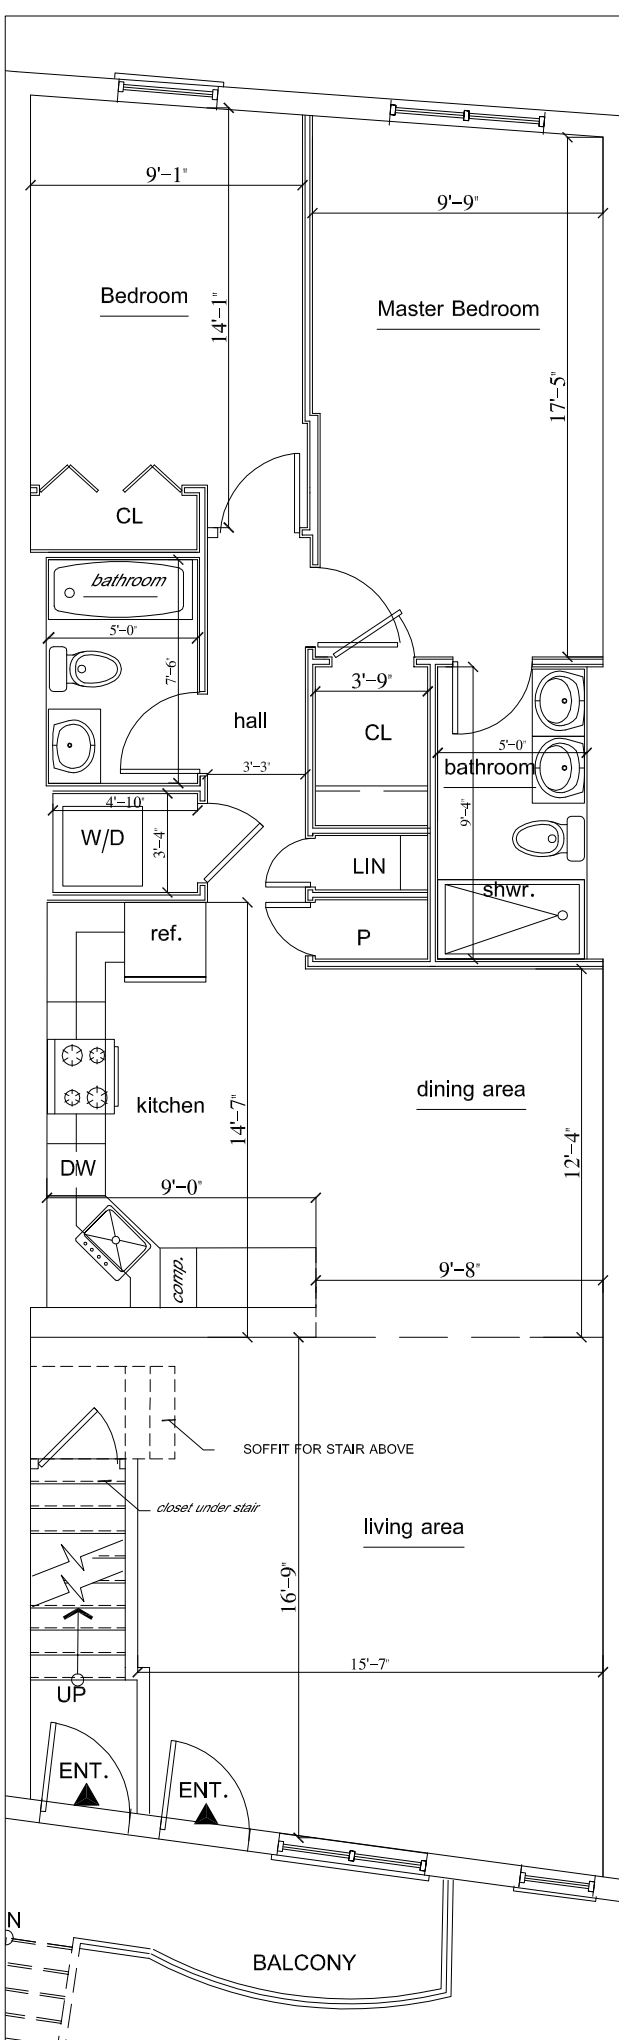 9'-1"
9'-9"
Bedroom
14'-1"
Master Bedroom
17'-5"
CL
bathroom
5'-0"
7'-6"
3'-9"
hall
CL
5'-0"
3'-3"
bathroom
4'-10"
9'-4"
W/D
3'-4"
LIN
shwr.
ref.
P
kitchen
dining area
14'-7"
12'-4"
DW
9'-0"
comp.
9'-8"
SOFFIT FOR STAIR ABOVE
closet under stair
living area
16'-9"
15'-7"
UP
ENT.
ENT.
N
BALCONY